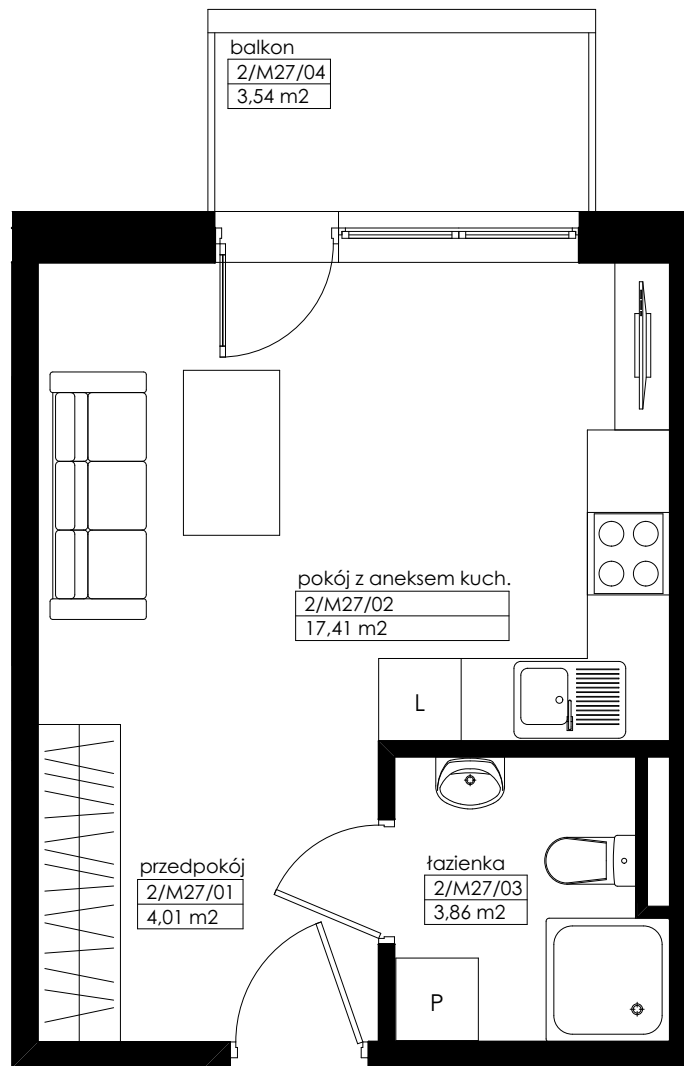 balkon
2/M27/04
3,54 m2
pokój z aneksem kuch.
2/M27/02
17,41 m2
L
przedpokój
2/M27/01
4,01 m2
łazienka
2/M27/03
3,86 m2
P